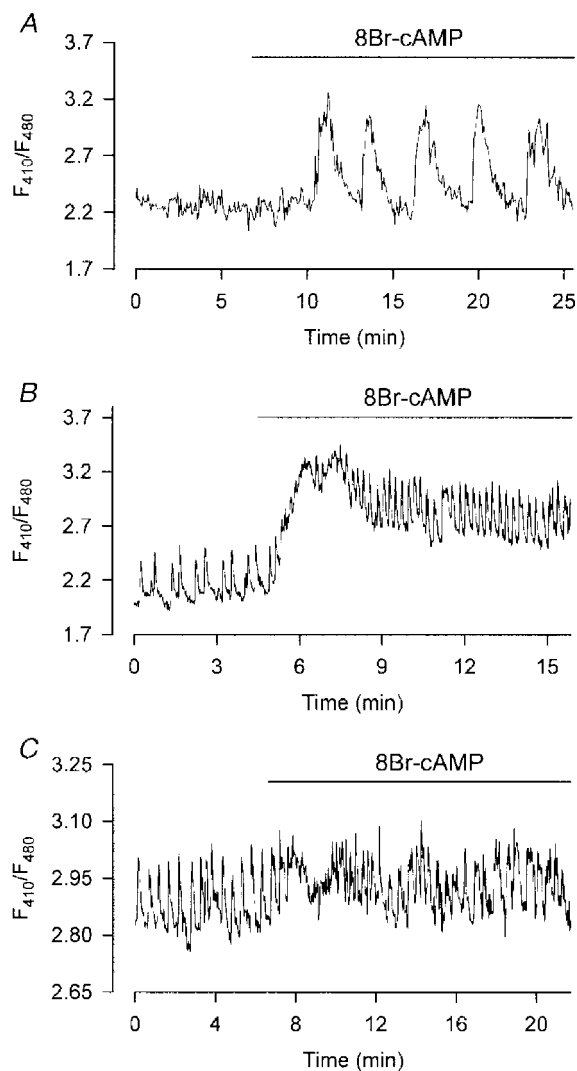 A
8Br-cAMP
3.7
3.2
2.7
2.2
1.7
F410/F480
0 5 10 15 20 25
Time (min)
B
8Br-cAMP
3.7
3.2
2.7
2.2
1.7
F410/F480
0 3 6 9 12 15
Time (min)
C
8Br-cAMP
3.25
3.10
2.95
2.80
2.65
F410/F480
0 4 8 12 16 20
Time (min)